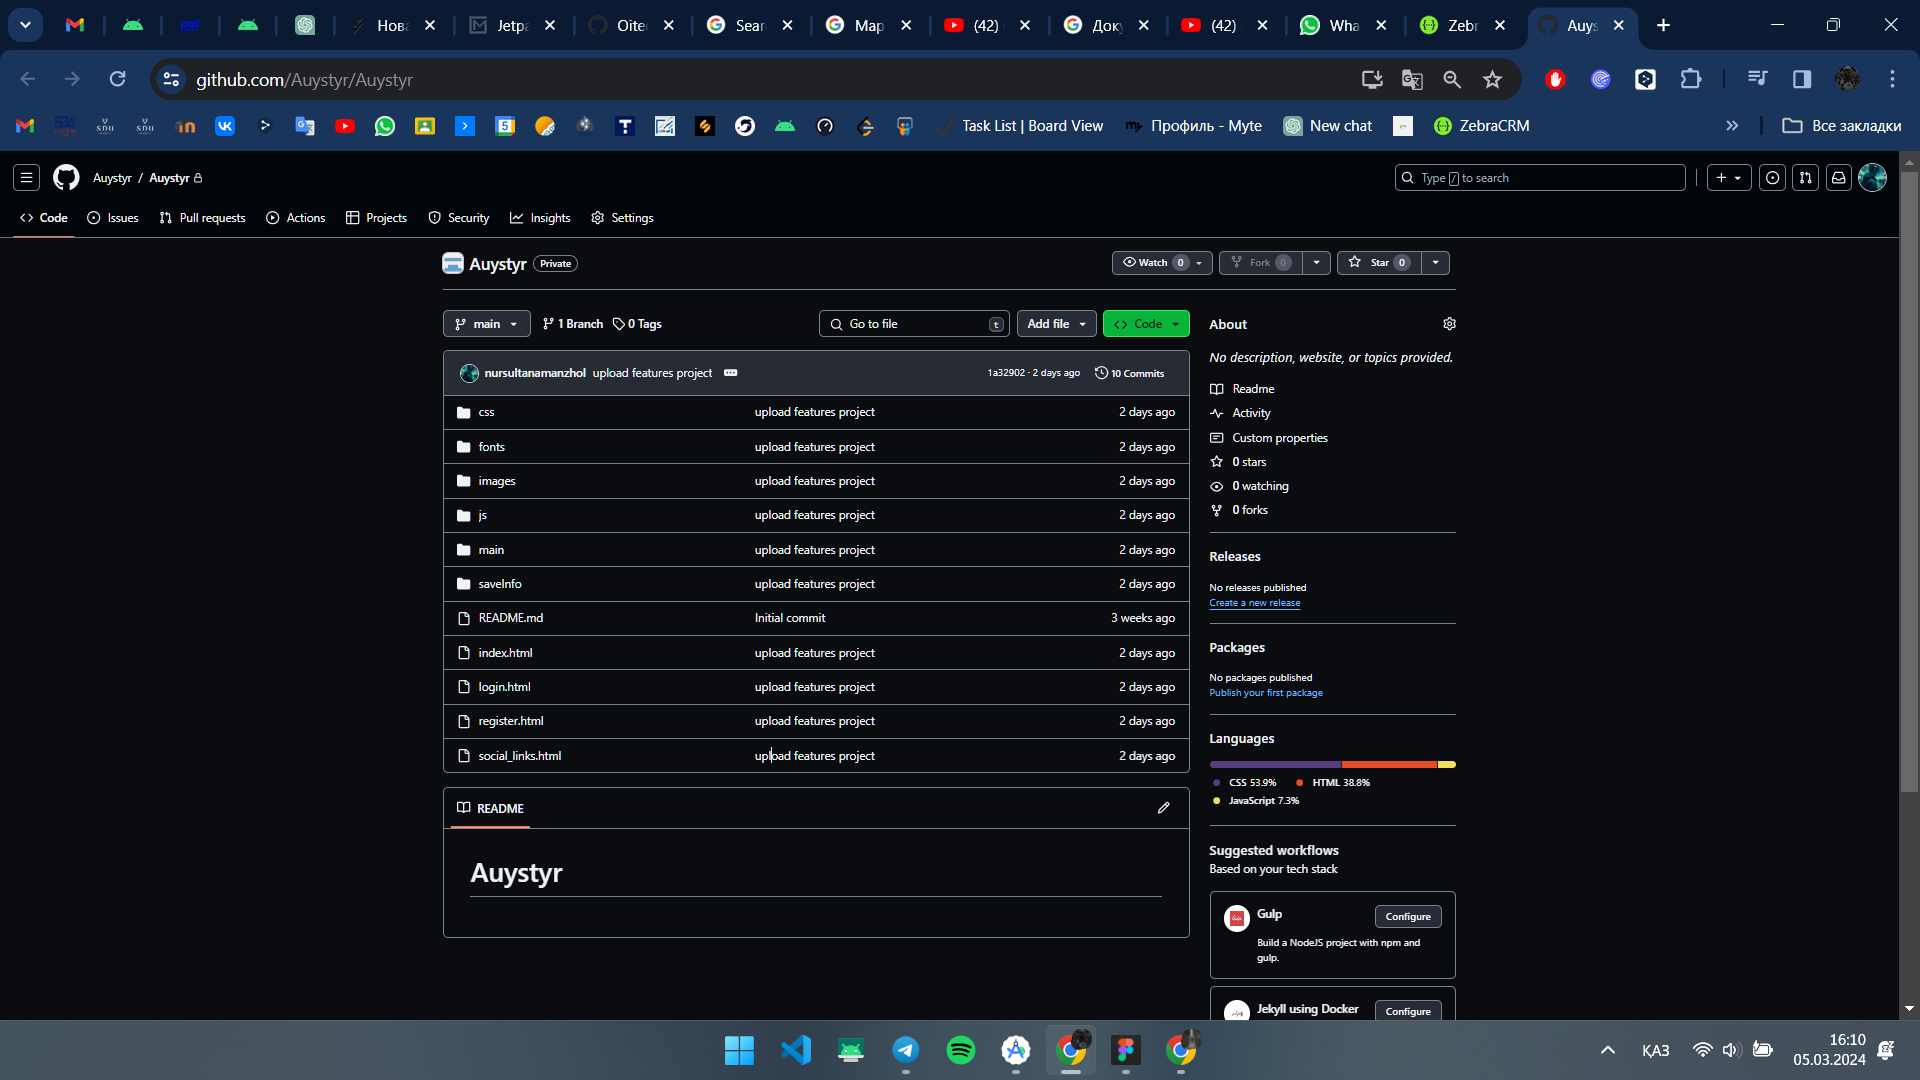 Нова
Jetpa
Oited
Sear
Мар
(42)
Доку
(42)
Wha
Zebr
Auys
github.com/Auystyr/Auystyr
Task List | Board View
Профиль - Myte
New chat
ZebraCRM
Все закладки
Auystyr / Auystyr
Type / to search
Code
Issues
Pull requests
Actions
Projects
Security
Insights
Settings
Auystyr Private
Watch 0
Fork 0
Star 0
main
1 Branch
0 Tags
Go to file t
Add file
Code
nursultanamanzhol upload features project 1a32902 · 2 days ago 10 Commits
css upload features project 2 days ago
fonts upload features project 2 days ago
images upload features project 2 days ago
js upload features project 2 days ago
main upload features project 2 days ago
saveInfo upload features project 2 days ago
README.md Initial commit 3 weeks ago
index.html upload features project 2 days ago
login.html upload features project 2 days ago
register.html upload features project 2 days ago
social_links.html upload features project 2 days ago
README
Auystyr
About
No description, website, or topics provided.
Readme
Activity
Custom properties
0 stars
0 watching
0 forks
Releases
No releases published
Create a new release
Packages
No packages published
Publish your first package
Languages
CSS 53.9% HTML 38.8%
JavaScript 7.3%
Suggested workflows
Based on your tech stack
Gulp
Configure
Build a NodeJS project with npm and
gulp.
Jekyll using Docker
Configure
ҚАЗ
16:10
05.03.2024